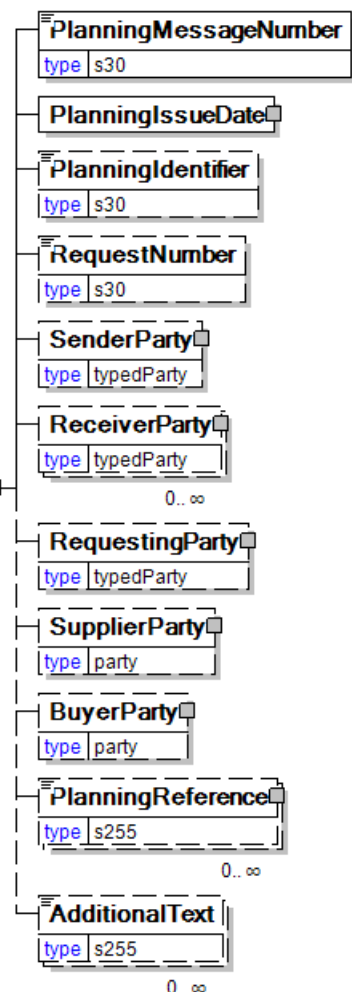 PlanningMessageNumber
type s30
PlanningIssueDate
PlanningIdentifier
type s30
RequestNumber
type s30
SenderParty
type typedParty
ReceiverParty
type typedParty
0.. ∞
RequestingParty
type typedParty
SupplierParty
type party
BuyerParty
type party
PlanningReference
type s255
0.. ∞
AdditionalText
type s255
0.. ∞